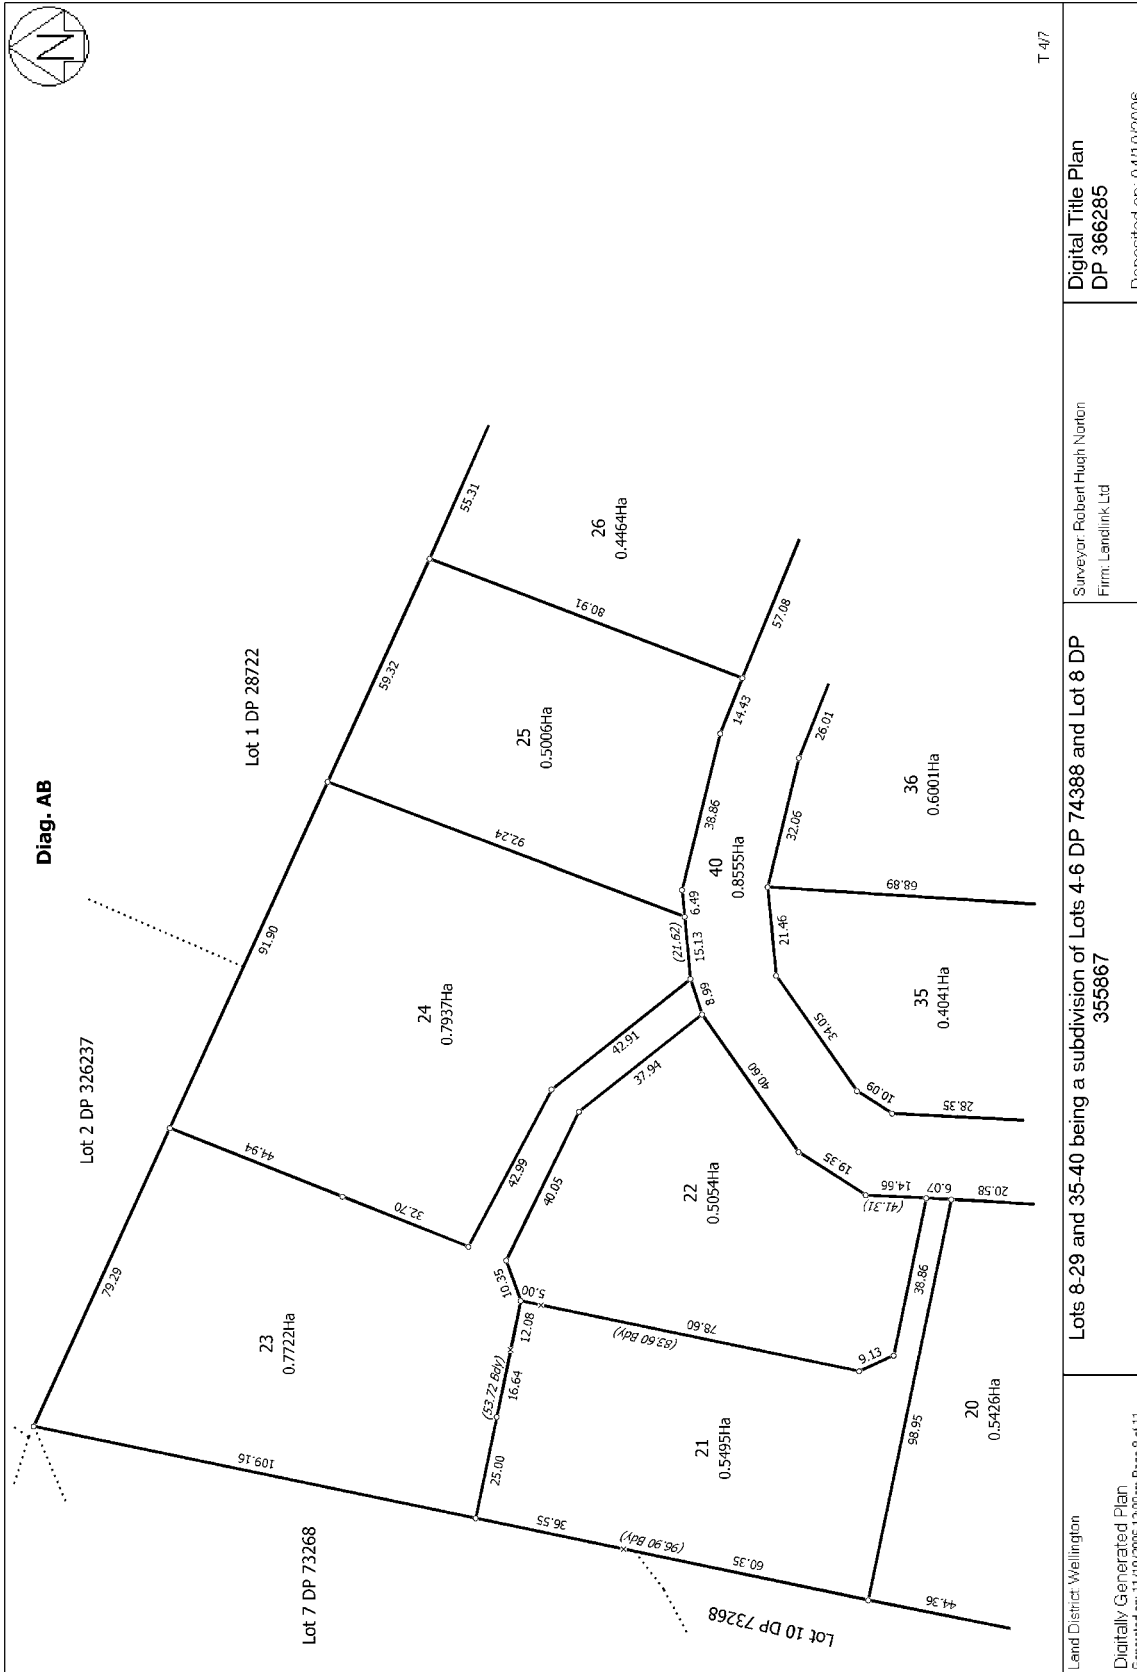 Diag. AB
N
T 4/7
Lot 2 DP 326237
Lot 1 DP 28722
Lot 7 DP 73268
Lot 10 DP 73268
79.29
91.90
59.32
55.31
109.16
44.94
32.70
92.24
80.91
23
0.7722Ha
24
0.7937Ha
25
0.5006Ha
26
0.4464Ha
42.99
42.91
40.05
37.94
10.35
8.99
(21.62)
15.13
6.49
38.86
14.43
57.08
40
0.8555Ha
25.00
(53.72 Bdy)
16.64
12.08
5.00
36.55
(96.90 Bdy)
60.35
44.36
78.60
(83.60 Bdy)
9.13
21
0.5495Ha
22
0.5054Ha
40.60
19.35
14.66
(41.31)
6.07
20.58
38.86
98.95
20
0.5426Ha
34.05
10.09
28.35
21.46
32.06
26.01
68.89
35
0.4041Ha
36
0.6001Ha
Land District: Wellington
Digitally Generated Plan
Lots 8-29 and 35-40 being a subdivision of Lots 4-6 DP 74388 and Lot 8 DP
355867
Surveyor: Robert Hugh Norton
Firm: Landlink Ltd
Digital Title Plan
DP 366285
Deposited on: 04/10/2006